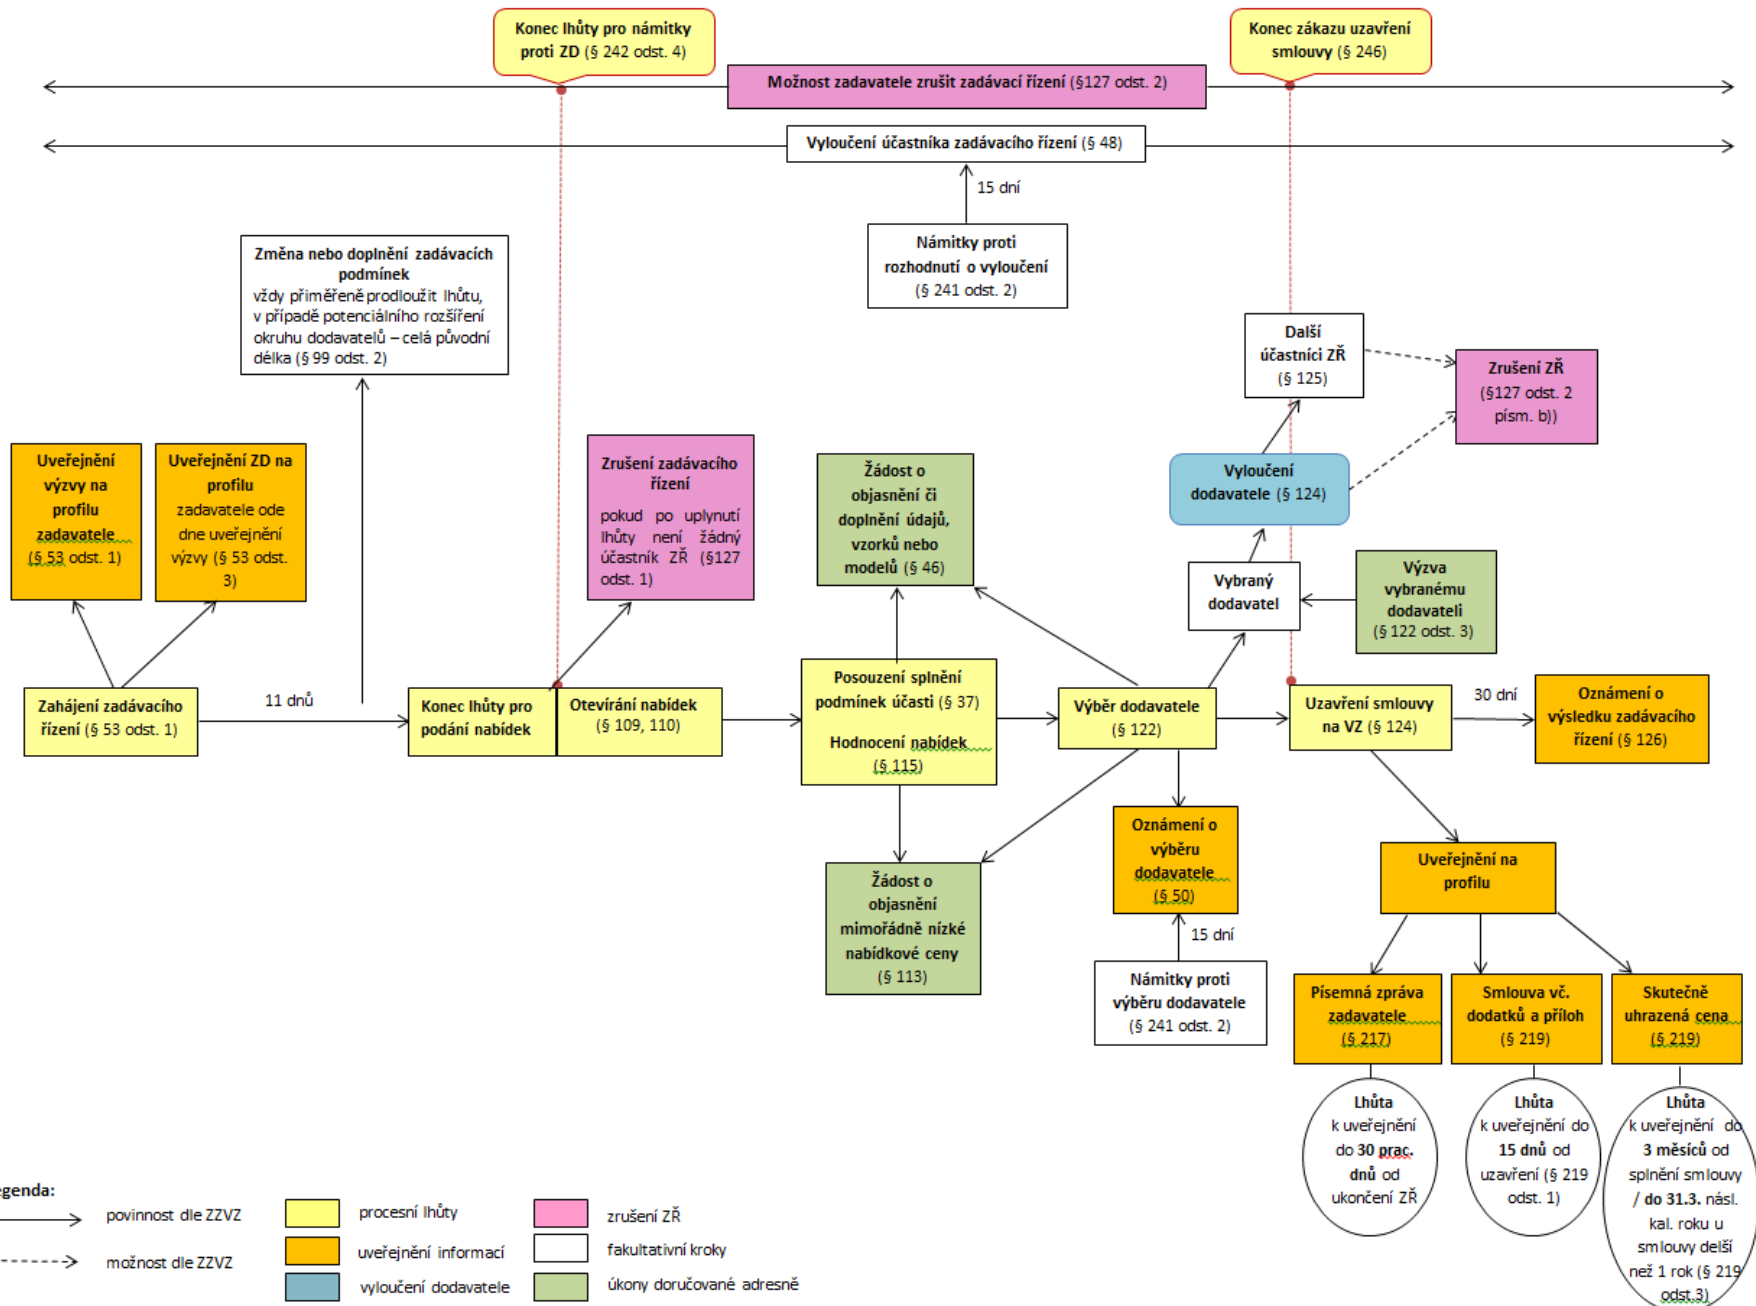 Konec lhůty pro námitky
proti ZD (§ 242 odst. 4)
Konec zákazu uzavření
smlouvy (§ 246)
Možnost zadavatele zrušit zadávací řízení (§127 odst. 2)
Vyloučení účastníka zadávacího řízení (§ 48)
15 dní
Námitky proti
rozhodnutí o vyloučení
(§ 241 odst. 2)
Změna nebo doplnění zadávacích
podmínek
vždy přiměřeně prodloužit lhůtu,
v případě potenciálního rozšíření
okruhu dodavatelů – celá původní
délka (§ 99 odst. 2)
Další
účastníci ZŘ
(§ 125)
Zrušení ZŘ
(§127 odst. 2
písm. b))
Uveřejnění
výzvy na
profilu
zadavatele
(§ 53 odst. 1)
Uveřejnění ZD na
profilu
zadavatele ode
dne uveřejnění
výzvy (§ 53 odst.
3)
Zrušení zadávacího
řízení
pokud po uplynutí
lhůty není žádný
účastník ZŘ (§127
odst. 1)
Žádost o
objasnění či
doplnění údajů,
vzorků nebo
modelů (§ 46)
Vyloučení
dodavatele (§ 124)
Vybraný
dodavatel
Výzva
vybranému
dodavateli
(§ 122 odst. 3)
Zahájení zadávacího
řízení (§ 53 odst. 1)
11 dnů
Konec lhůty pro
podání nabídek
Otevírání nabídek
(§ 109, 110)
Posouzení splnění
podmínek účasti (§ 37)
Hodnocení nabídek
(§ 115)
Výběr dodavatele
(§ 122)
Uzavření smlouvy
na VZ (§ 124)
30 dní
Oznámení o
výsledku zadávacího
řízení (§ 126)
Žádost o
objasnění
mimořádně nízké
nabídkové ceny
(§ 113)
Oznámení o
výběru
dodavatele
(§ 50)
15 dní
Námitky proti
výběru dodavatele
(§ 241 odst. 2)
Uveřejnění na
profilu
Písemná zpráva
zadavatele
(§ 217)
Smlouva vč.
dodatků a příloh
(§ 219)
Skutečně
uhrazená cena
(§ 219)
Lhůta
k uveřejnění
do 30 prac.
dnů od
ukončení ZŘ
Lhůta
k uveřejnění do
15 dnů od
uzavření (§ 219
odst. 1)
Lhůta
k uveřejnění do
3 měsíců od
splnění smlouvy
/ do 31.3. násl.
kal. roku u
smlouvy delší
než 1 rok (§ 219
odst.3)
egenda:
povinnost dle ZZVZ
možnost dle ZZVZ
procesní lhůty
uveřejnění informací
vyloučení dodavatele
zrušení ZŘ
fakultativní kroky
úkony doručované adresně